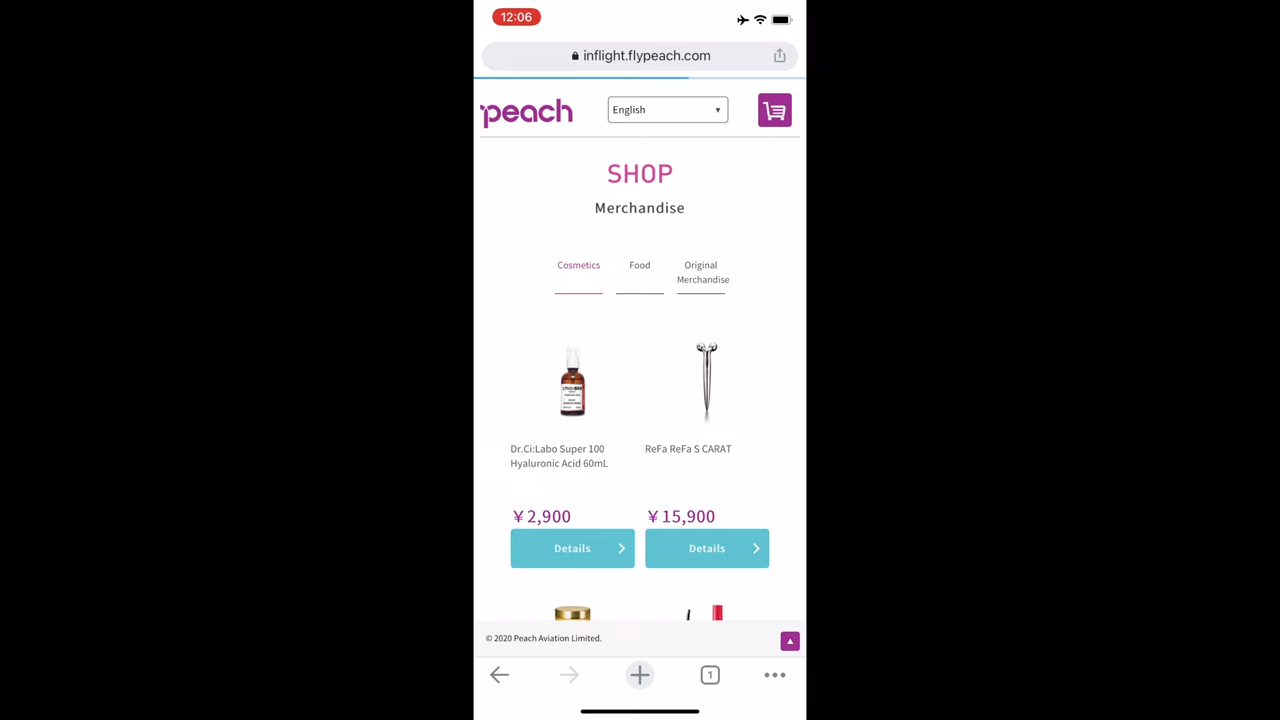 12:06
inflight.flypeach.com
peach
English
SHOP
Merchandise
Cosmetics
Food
Original
Merchandise
Dr.Ci:Labo Super 100
Hyaluronic Acid 60mL
ReFa ReFa S CARAT
￥2,900
￥15,900
Details
Details
© 2020 Peach Aviation Limited.
1